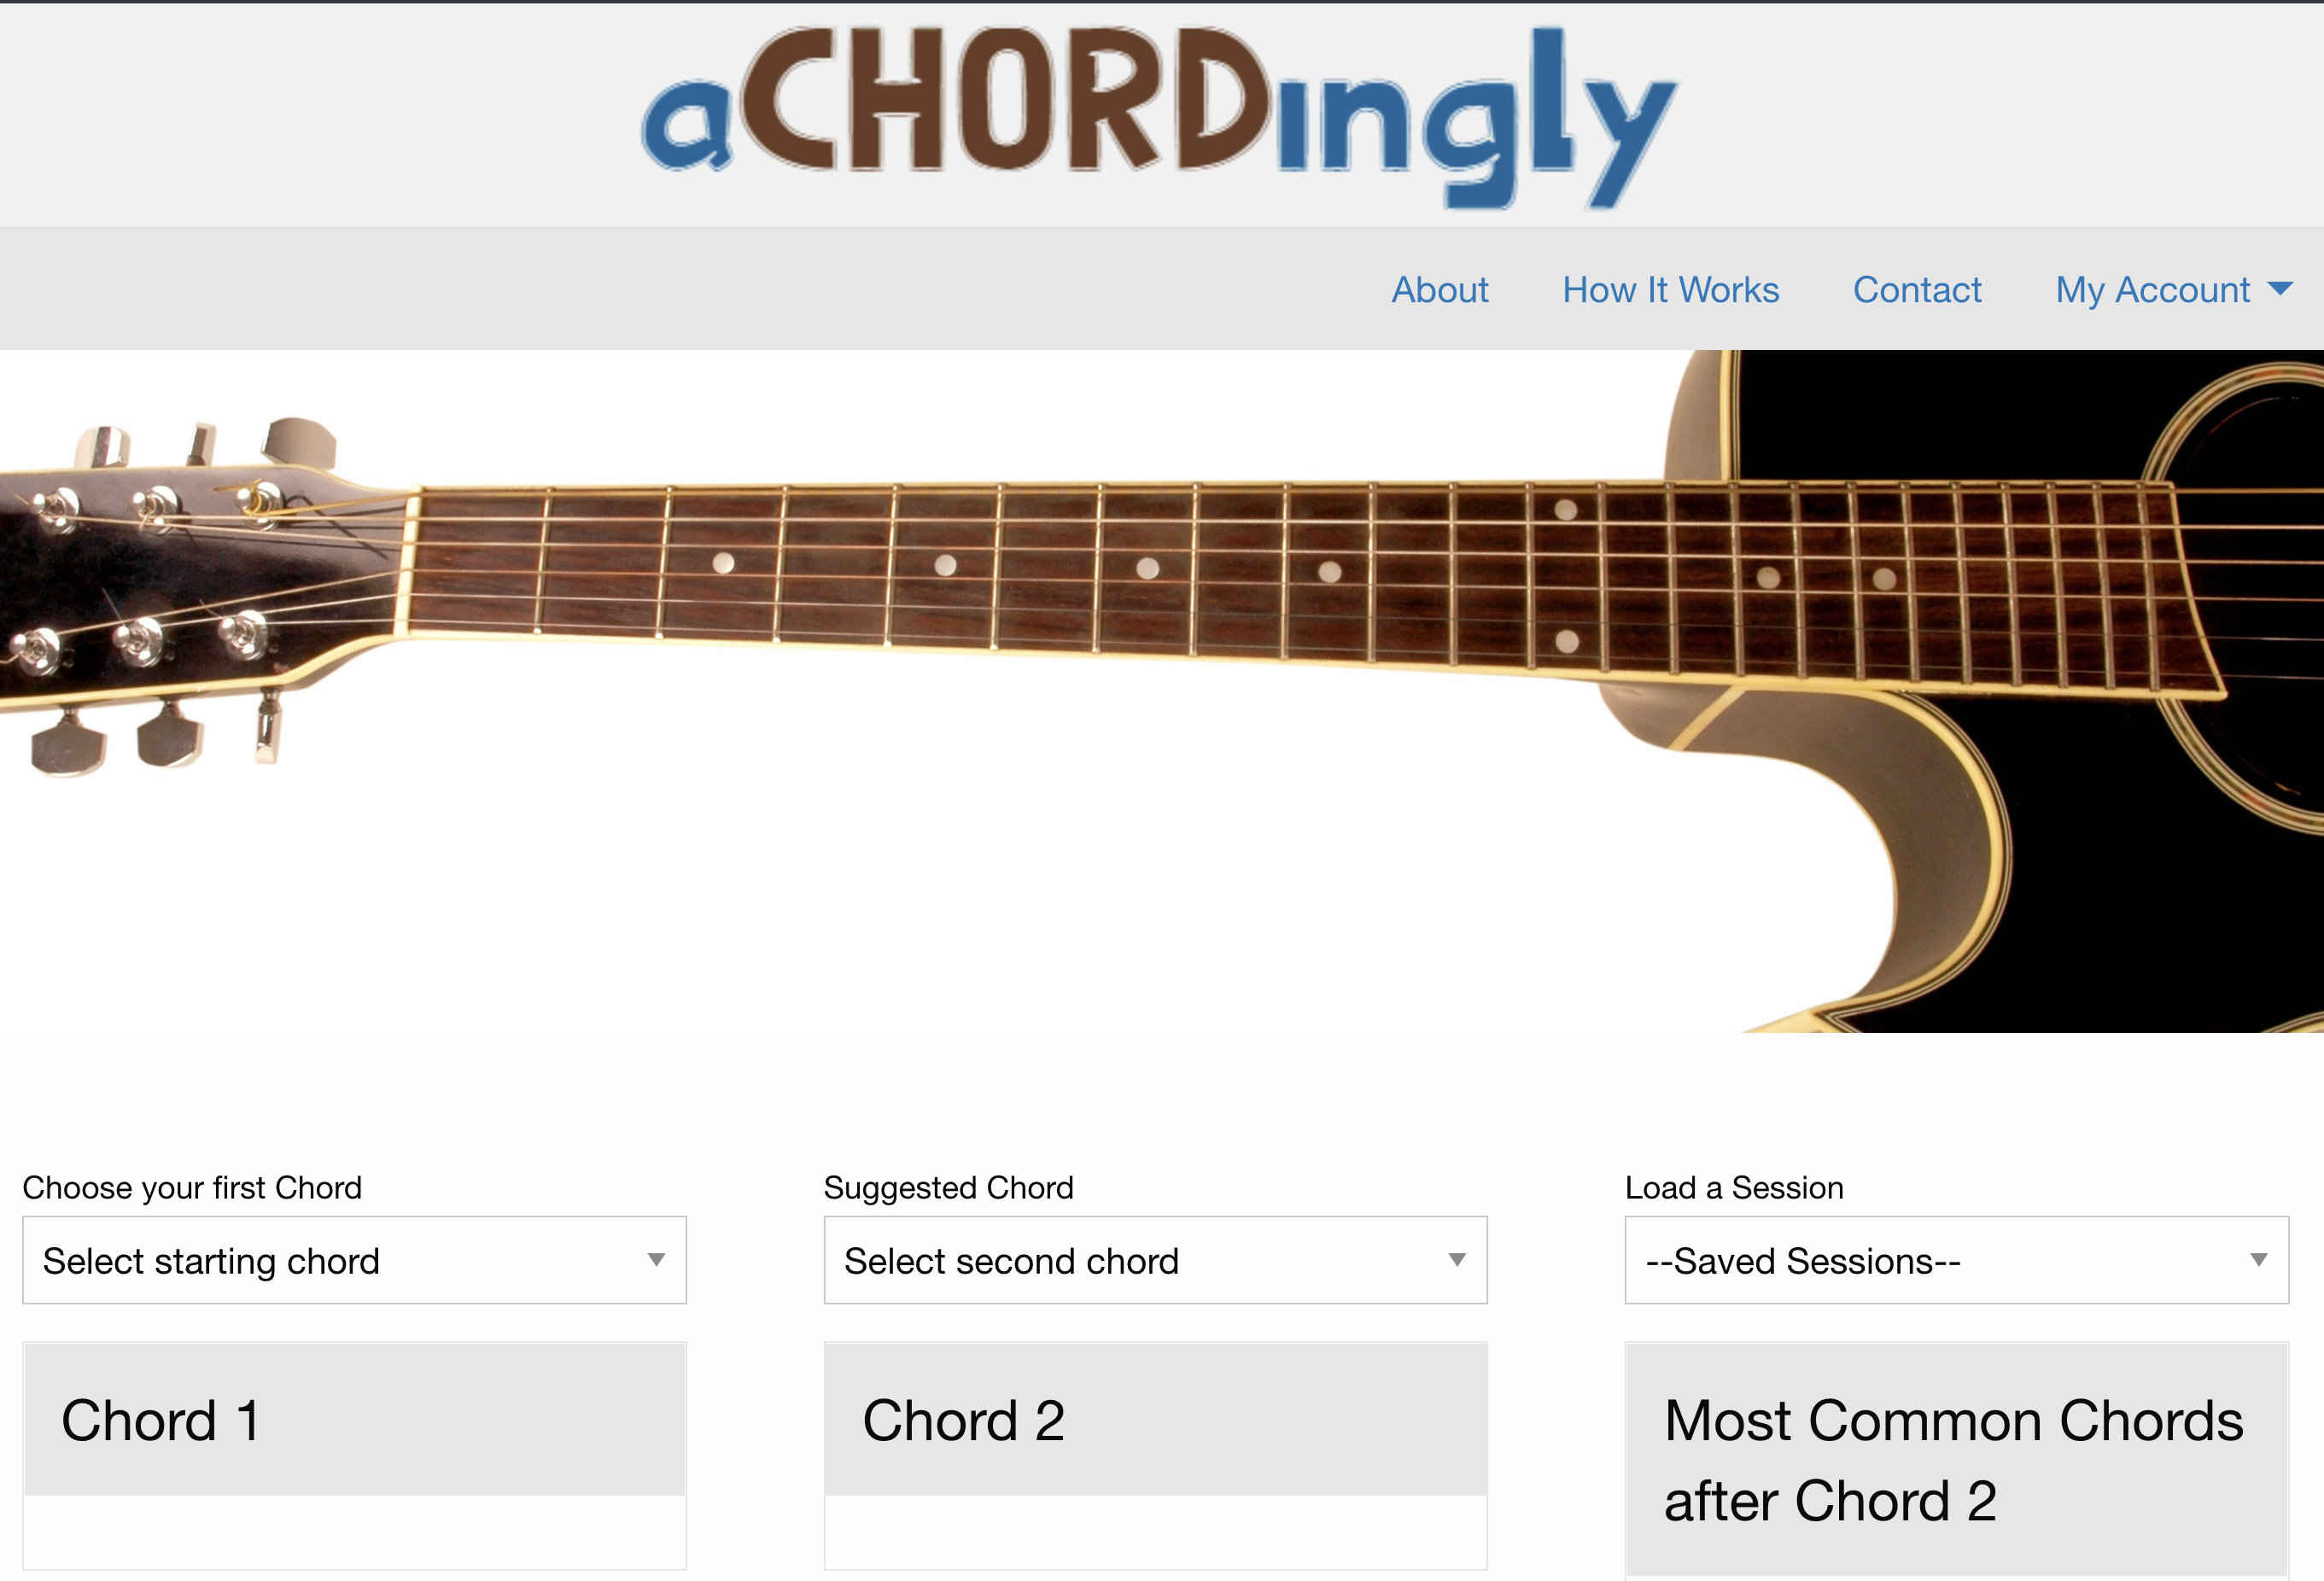 aCHORDingly
About How It Works Contact My Account
Choose your first Chord
Suggested Chord
Load a Session
Select starting chord
Select second chord
--Saved Sessions--
Chord 1
Chord 2
Most Common Chords
after Chord 2